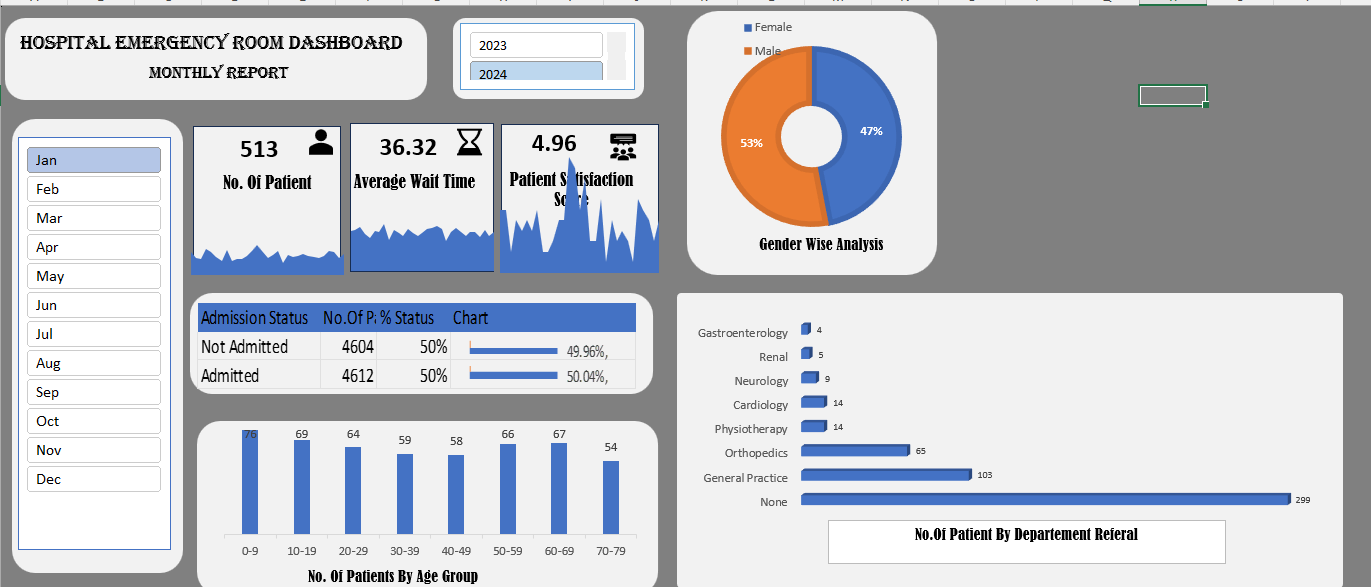 HOSPITAL EMERGENCY ROOM DASHBOARD
MONTHLY REPORT
2023
2024
Jan
Feb
Mar
Apr
May
Jun
Jul
Aug
Sep
Oct
Nov
Dec
513
No. Of Patient
36.32
Average Wait Time
4.96
Patient Satisfaction
Score
Female
Male
53%
47%
Gender Wise Analysis
Admission Status No.Of Pa % Status Chart
Not Admitted 4604 50% 49.96%,
Admitted 4612 50% 50.04%,
76 69 64 59 58 66 67 54
0-9 10-19 20-29 30-39 40-49 50-59 60-69 70-79
No. Of Patients By Age Group
Gastroenterology 4
Renal 5
Neurology 9
Cardiology 14
Physiotherapy 14
Orthopedics 65
General Practice 103
None 299
No.Of Patient By Departement Referal